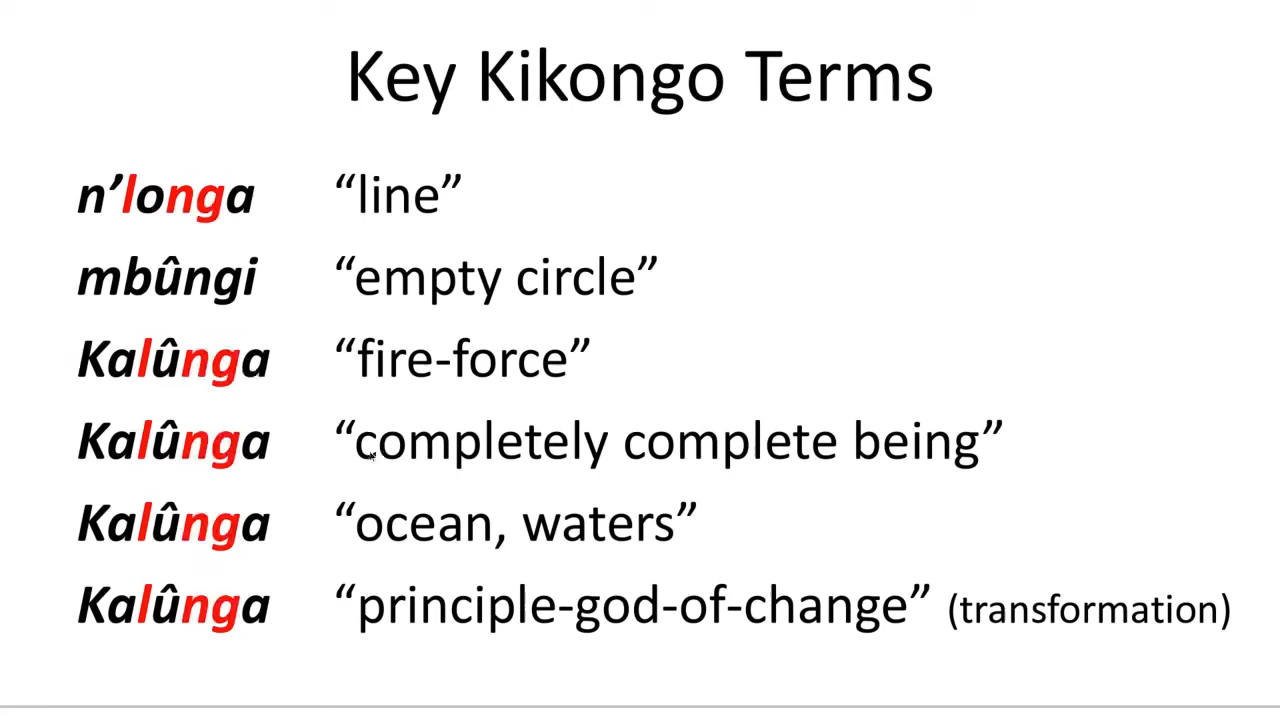 Key Kikongo Terms
n’longa “line”
mbûngi “empty circle”
Kalûnga “fire-force”
Kalûnga “completely complete being”
Kalûnga “ocean, waters”
Kalûnga “principle-god-of-change” (transformation)